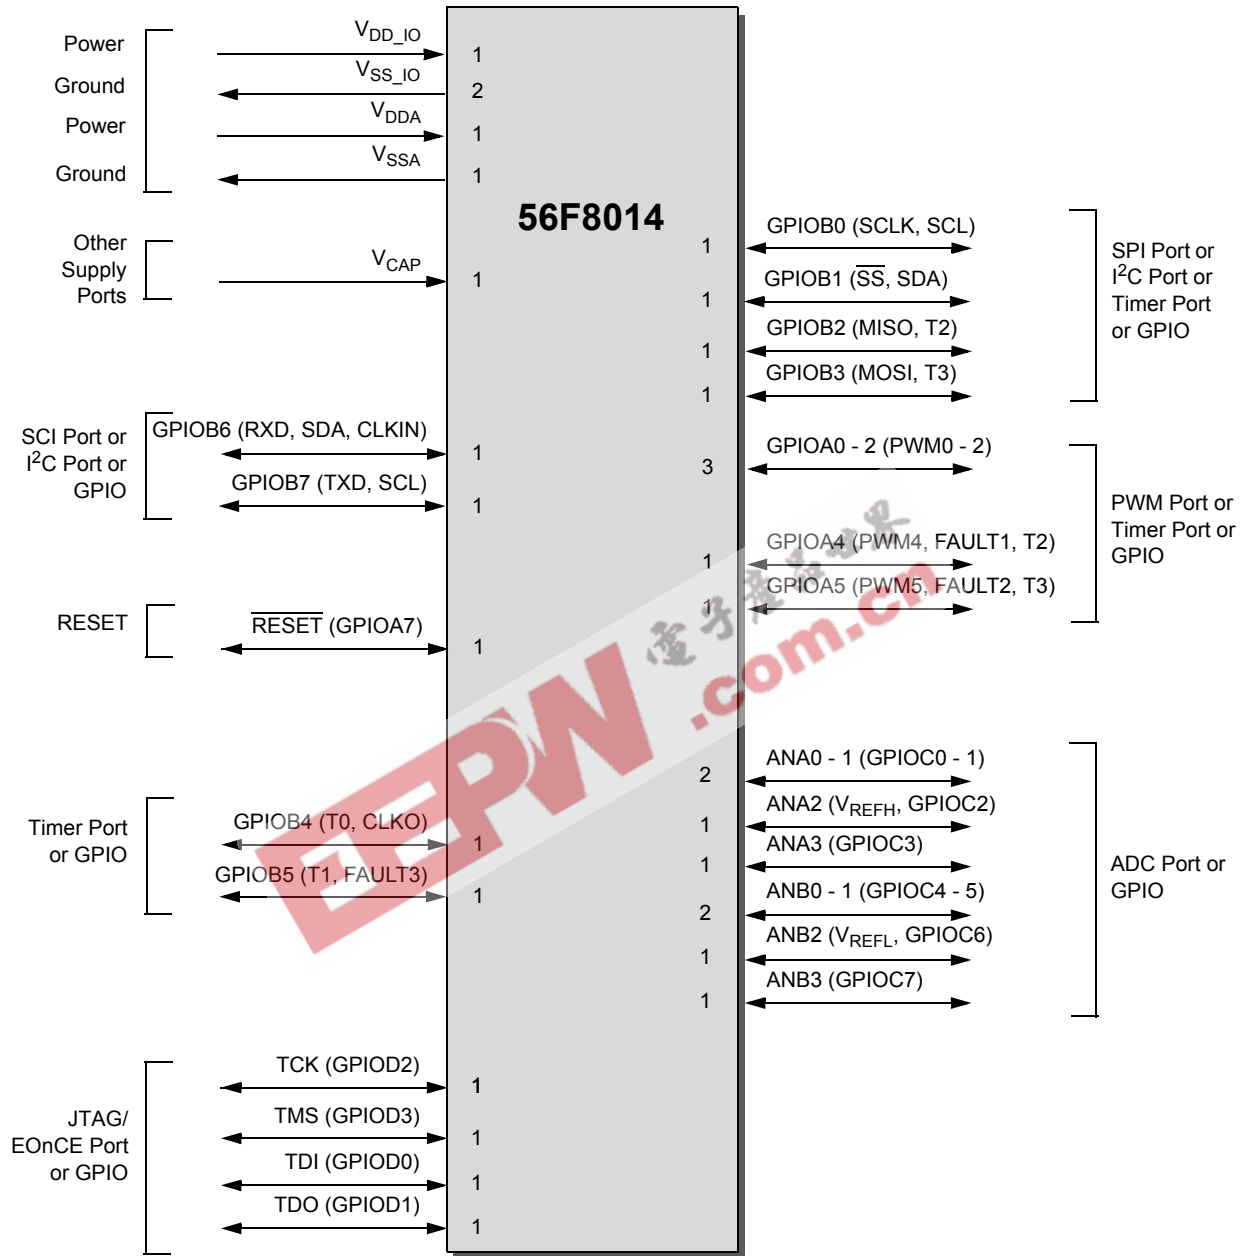 56F8014
Power
V_DD_IO
1
Ground
V_SS_IO
2
Power
V_DDA
1
Ground
V_SSA
1
Other
Supply
Ports
V_CAP
1
SCI Port or
I²C Port or
GPIO
GPIOB6 (RXD, SDA, CLKIN)
1
GPIOB7 (TXD, SCL)
1
RESET
RESET (GPIOA7)
1
Timer Port
or GPIO
GPIOB4 (T0, CLKO)
1
GPIOB5 (T1, FAULT3)
1
JTAG/
EOnCE Port
or GPIO
TCK (GPIOD2)
1
TMS (GPIOD3)
1
TDI (GPIOD0)
1
TDO (GPIOD1)
1
1
GPIOB0 (SCLK, SCL)
1
GPIOB1 (SS, SDA)
1
GPIOB2 (MISO, T2)
1
GPIOB3 (MOSI, T3)
SPI Port or
I²C Port or
Timer Port
or GPIO
3
GPIOA0 - 2 (PWM0 - 2)
1
GPIOA4 (PWM4, FAULT1, T2)
1
GPIOA5 (PWM5, FAULT2, T3)
PWM Port or
Timer Port or
GPIO
2
ANA0 - 1 (GPIOC0 - 1)
1
ANA2 (V_REFH, GPIOC2)
1
ANA3 (GPIOC3)
2
ANB0 - 1 (GPIOC4 - 5)
1
ANB2 (V_REFL, GPIOC6)
1
ANB3 (GPIOC7)
ADC Port or
GPIO
EEPW
電子產品世界
.com.cn